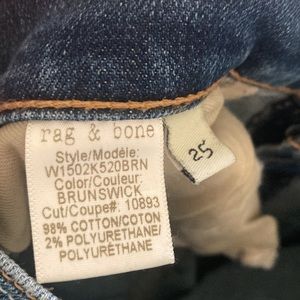 rag & bone
Style/Modèle:
W1502K520BRN
Color/Couleur:
BRUNSWICK
Cut/Coupe#: 10893
98% COTTON/COTON
2% POLYURETHANE/
POLYURÉTHANE
25